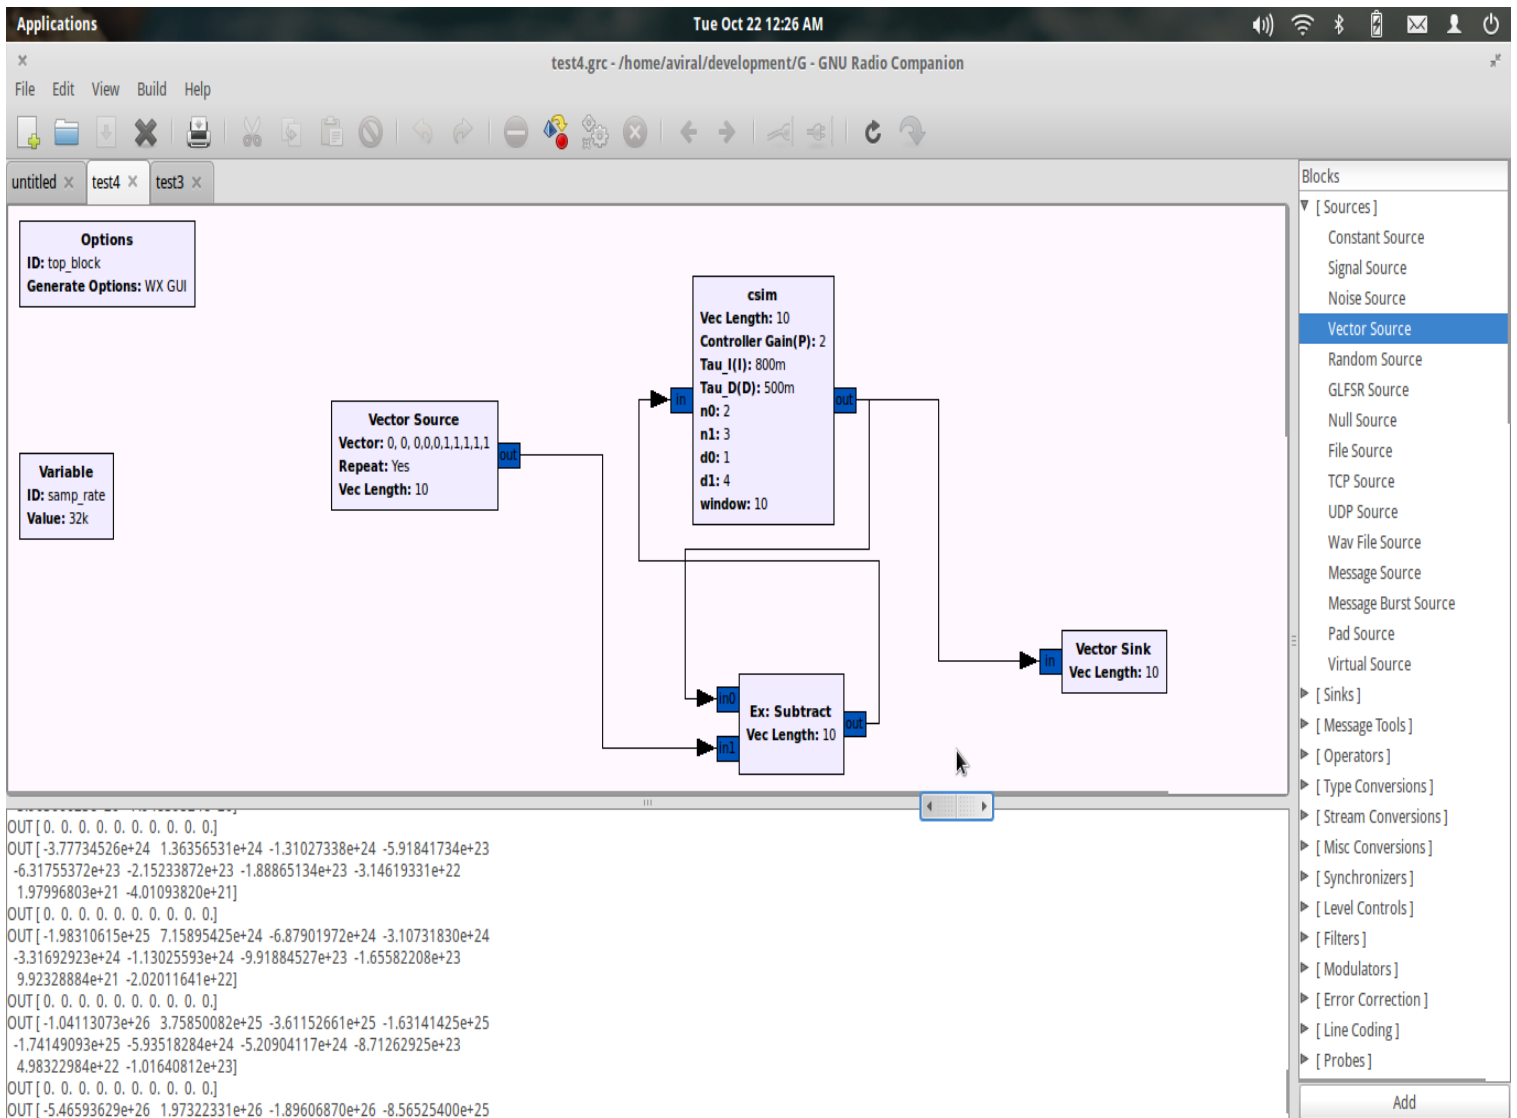 Applications
Tue Oct 22 12:26 AM
test4.grc - /home/aviral/development/G - GNU Radio Companion
File Edit View Build Help
untitled test4 test3
Options
ID: top_block
Generate Options: WX GUI
Variable
ID: samp_rate
Value: 32k
Vector Source
Vector: 0, 0, 0,0,0,1,1,1,1,1
Repeat: Yes
Vec Length: 10
out
csim
Vec Length: 10
Controller Gain(P): 2
Tau_I(I): 800m
Tau_D(D): 500m
n0: 2
n1: 3
d0: 1
d1: 4
window: 10
in
out
Ex: Subtract
Vec Length: 10
in0
in1
out
Vector Sink
Vec Length: 10
in
OUT [ 0. 0. 0. 0. 0. 0. 0. 0. 0. 0.]
OUT [ -3.77734526e+24 1.36356531e+24 -1.31027338e+24 -5.91841734e+23
-6.31755372e+23 -2.15233872e+23 -1.88865134e+23 -3.14619331e+22
1.97996803e+21 -4.01093820e+21]
OUT [ 0. 0. 0. 0. 0. 0. 0. 0. 0. 0.]
OUT [ -1.98310615e+25 7.15895425e+24 -6.87901972e+24 -3.10731830e+24
-3.31692923e+24 -1.13025593e+24 -9.91884527e+23 -1.65582208e+23
9.92328884e+21 -2.02011641e+22]
OUT [ 0. 0. 0. 0. 0. 0. 0. 0. 0. 0.]
OUT [ -1.04113073e+26 3.75850082e+25 -3.61152661e+25 -1.63141425e+25
-1.74149093e+25 -5.93518284e+24 -5.20904117e+24 -8.71262925e+23
4.98322984e+22 -1.01640812e+23]
OUT [ 0. 0. 0. 0. 0. 0. 0. 0. 0. 0.]
OUT [ -5.46593629e+26 1.97322331e+26 -1.89606870e+26 -8.56525400e+25
Blocks
[ Sources ]
Constant Source
Signal Source
Noise Source
Vector Source
Random Source
GLFSR Source
Null Source
File Source
TCP Source
UDP Source
Wav File Source
Message Source
Message Burst Source
Pad Source
Virtual Source
[ Sinks ]
[ Message Tools ]
[ Operators ]
[ Type Conversions ]
[ Stream Conversions ]
[ Misc Conversions ]
[ Synchronizers ]
[ Level Controls ]
[ Filters ]
[ Modulators ]
[ Error Correction ]
[ Line Coding ]
[ Probes ]
Add